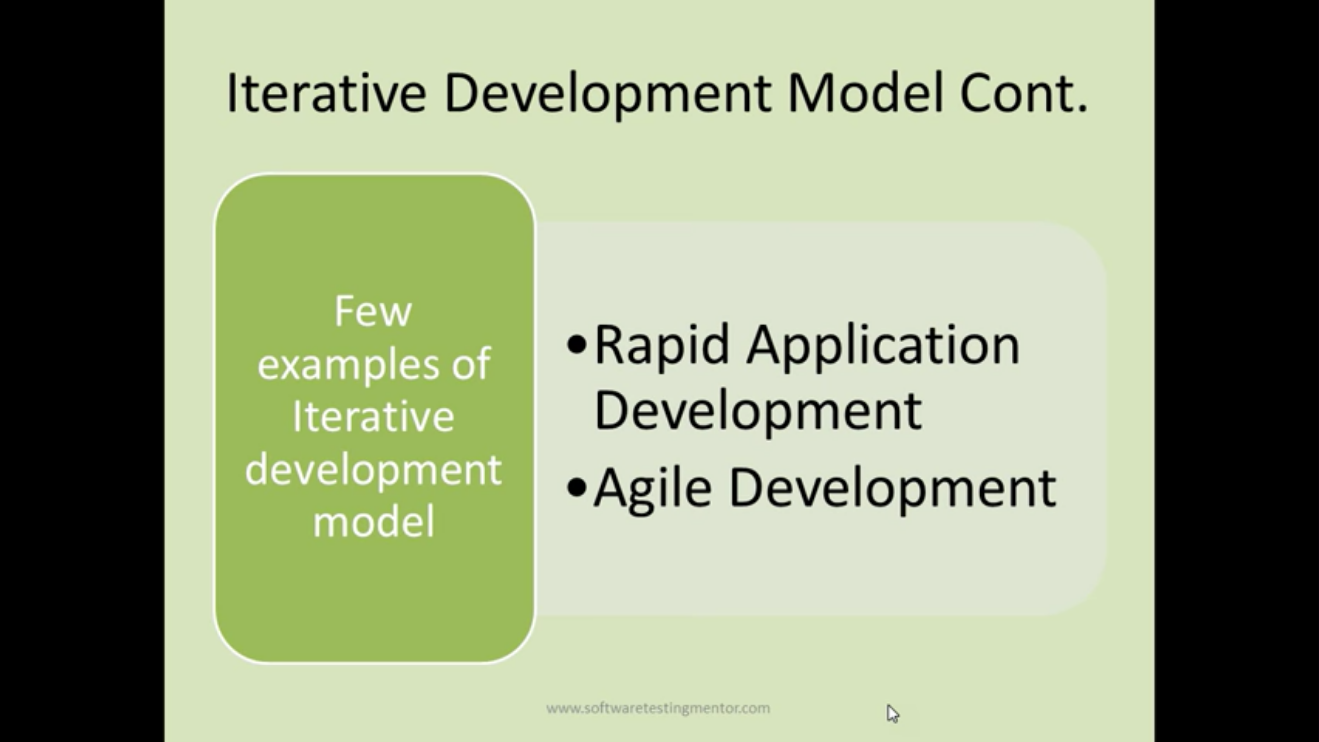 Iterative Development Model Cont.
Few
examples of
Iterative
development
model
•Rapid Application
Development
•Agile Development
www.softwaretestingmentor.com